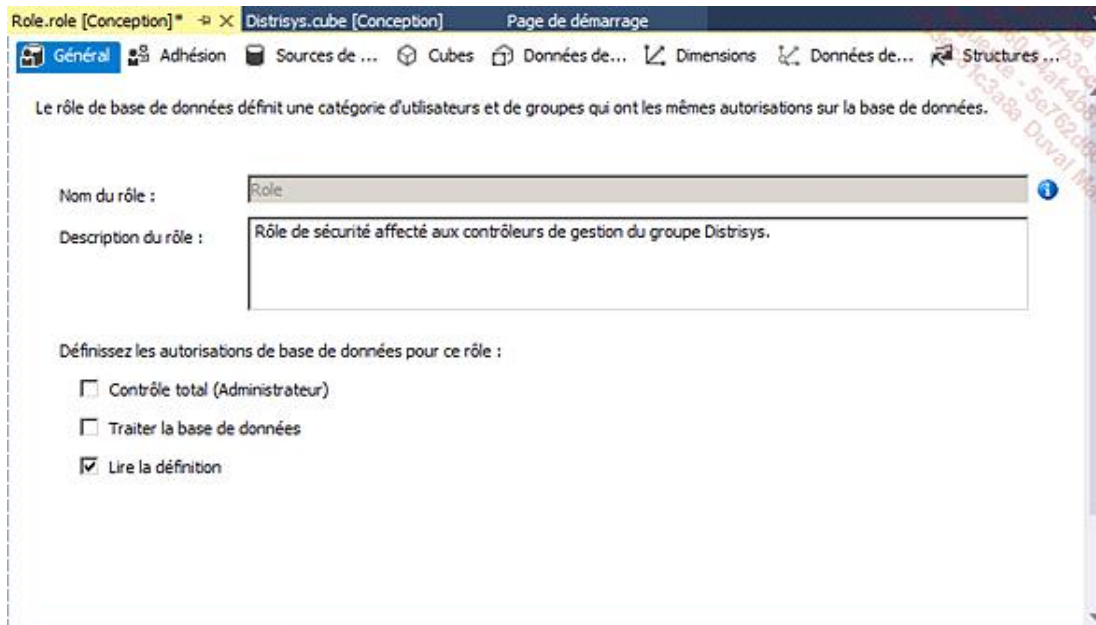 Role.role [Conception]* Distrisys.cube [Conception] Page de démarrage
Général Adhésion Sources de ... Cubes Données de... Dimensions Données de... Structures ...
Le rôle de base de données définit une catégorie d'utilisateurs et de groupes qui ont les mêmes autorisations sur la base de données.
Nom du rôle : Role
Description du rôle : Rôle de sécurité affecté aux contrôleurs de gestion du groupe Distrisys.
Définissez les autorisations de base de données pour ce rôle :
Contrôle total (Administrateur)
Traiter la base de données
Lire la définition